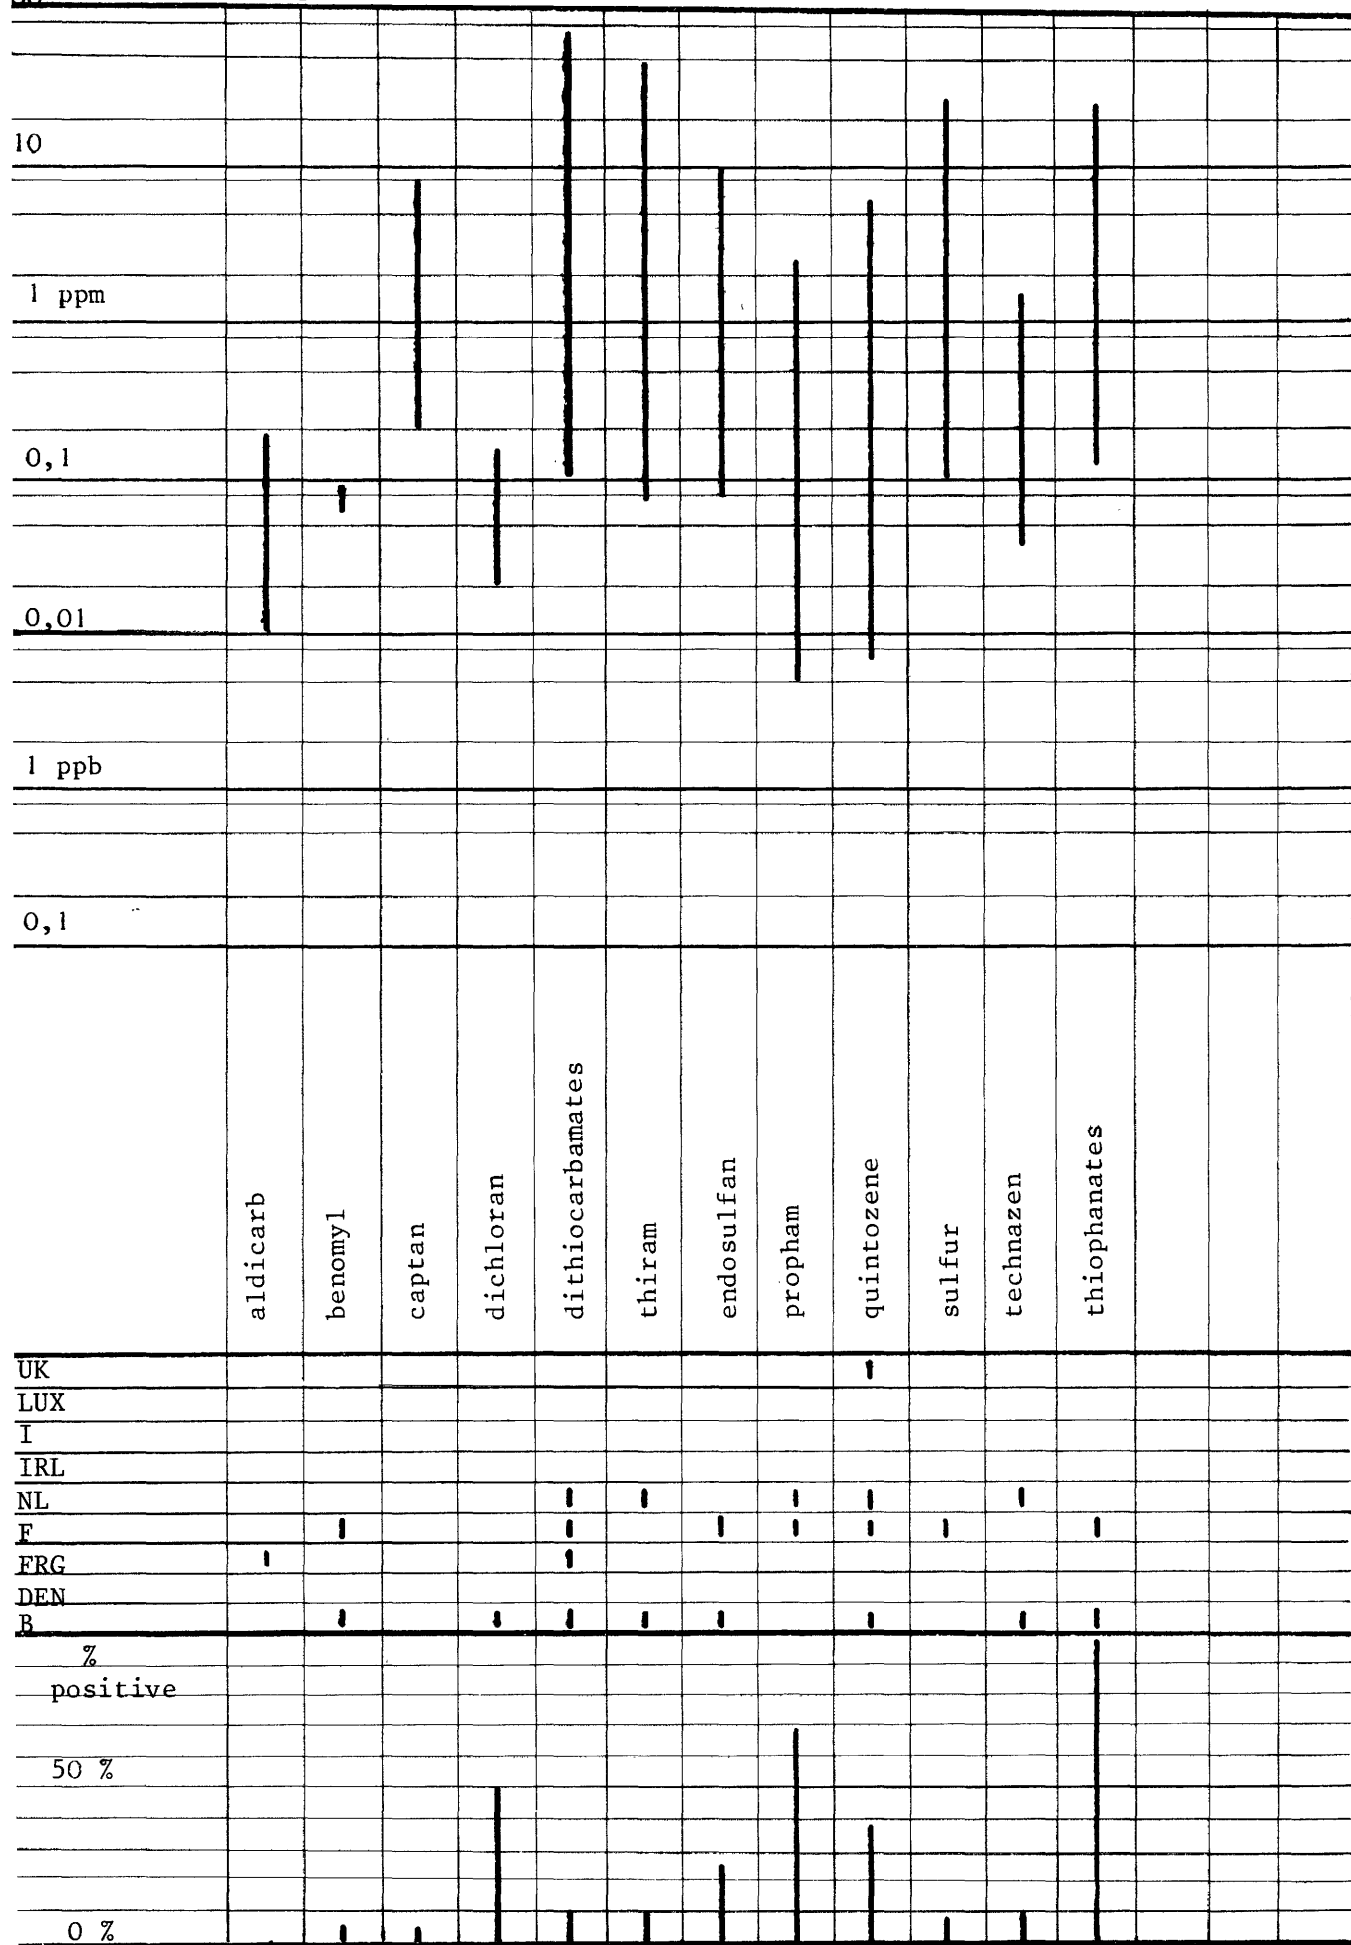 10
1 ppm
0,1
0,01
1 ppb
0,1
aldicarb
benomyl
captan
dichloran
dithiocarbamates
thiram
endosulfan
propham
quintozene
sulfur
technazen
thiophanates
UK
LUX
I
IRL
NL
F
FRG
DEN
B
%
positive
50 %
0 %